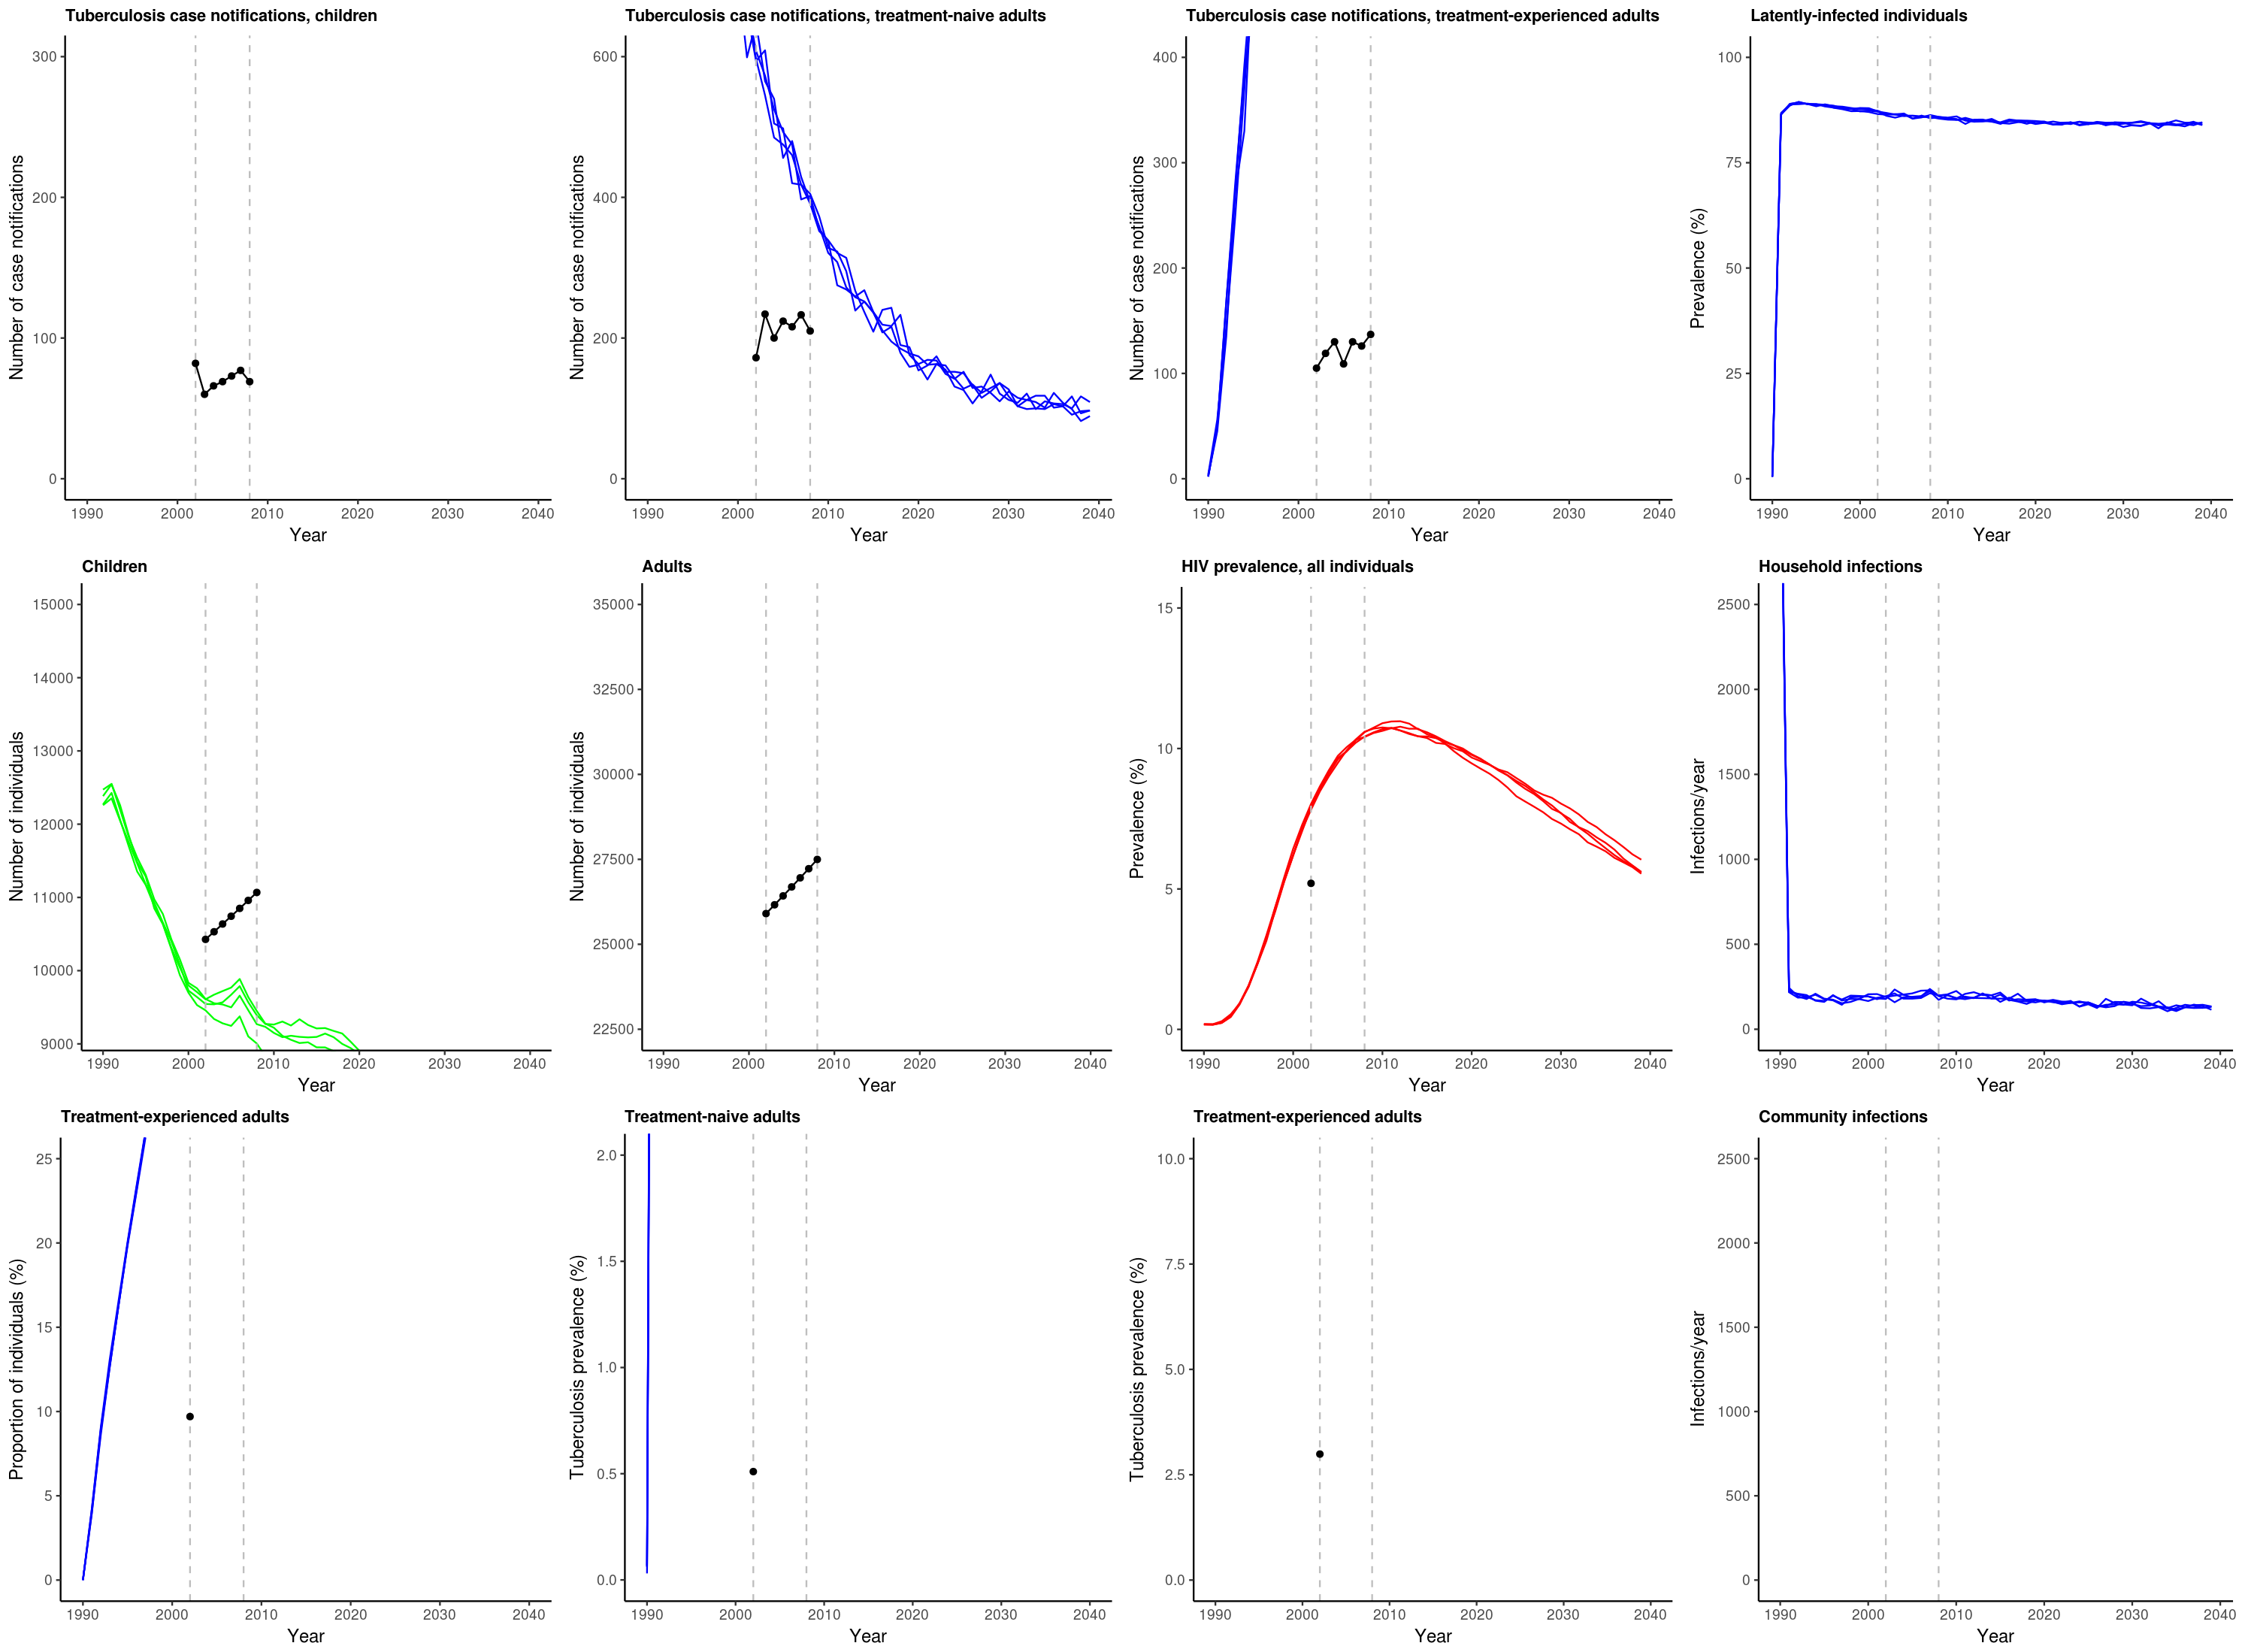 Tuberculosis case notifications, children
Number of case notifications
300
200
100
0
1990 2000 2010 2020 2030 2040
Year
Tuberculosis case notifications, treatment-naive adults
Number of case notifications
600
400
200
0
1990 2000 2010 2020 2030 2040
Year
Tuberculosis case notifications, treatment-experienced adults
Number of case notifications
400
300
200
100
0
1990 2000 2010 2020 2030 2040
Year
Latently-infected individuals
Prevalence (%)
100
75
50
25
0
1990 2000 2010 2020 2030 2040
Year
Children
Number of individuals
15000
14000
13000
12000
11000
10000
9000
1990 2000 2010 2020 2030 2040
Year
Adults
Number of individuals
35000
32500
30000
27500
25000
22500
1990 2000 2010 2020 2030 2040
Year
HIV prevalence, all individuals
Prevalence (%)
15
10
5
0
1990 2000 2010 2020 2030 2040
Year
Household infections
Infections/year
2500
2000
1500
1000
500
0
1990 2000 2010 2020 2030 2040
Year
Treatment-experienced adults
Proportion of individuals (%)
25
20
15
10
5
0
1990 2000 2010 2020 2030 2040
Year
Treatment-naive adults
Tuberculosis prevalence (%)
2.0
1.5
1.0
0.5
0.0
1990 2000 2010 2020 2030 2040
Year
Treatment-experienced adults
Tuberculosis prevalence (%)
10.0
7.5
5.0
2.5
0.0
1990 2000 2010 2020 2030 2040
Year
Community infections
Infections/year
2500
2000
1500
1000
500
0
1990 2000 2010 2020 2030 2040
Year